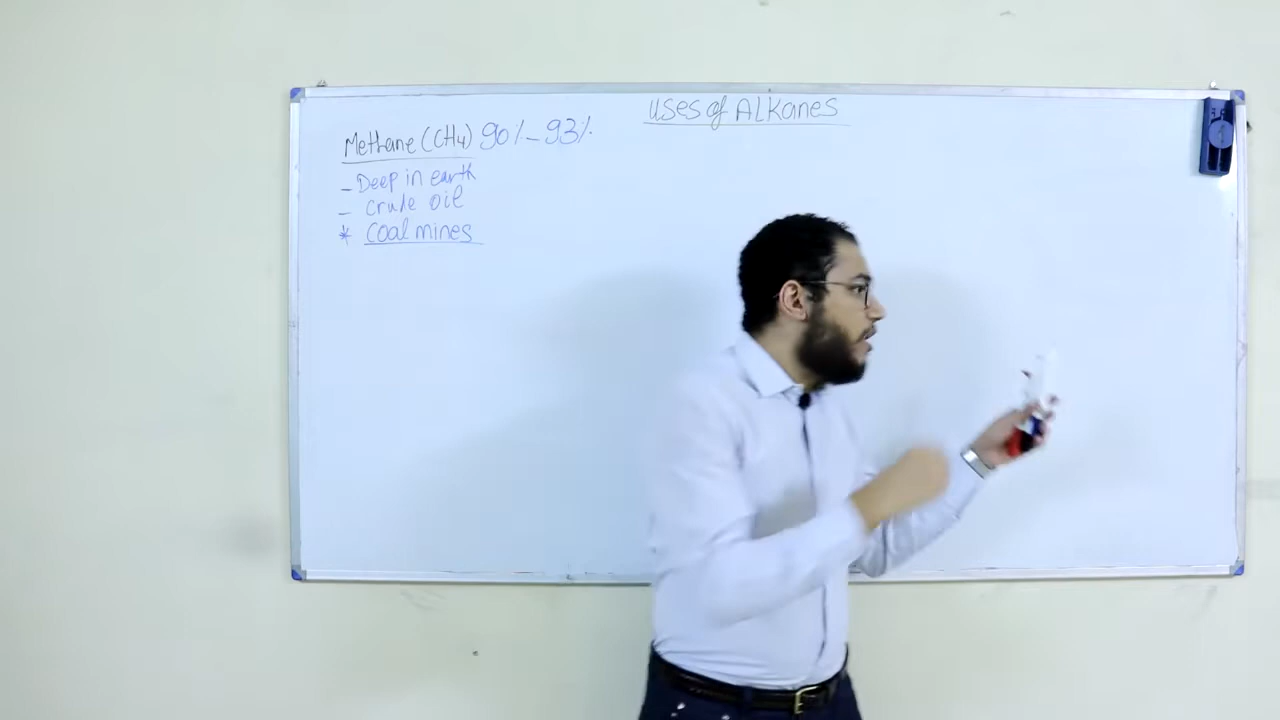 Uses of Alkanes
Methane (CH4) 90% - 93%
- Deep in earth
- Crude oil
* Coal mines